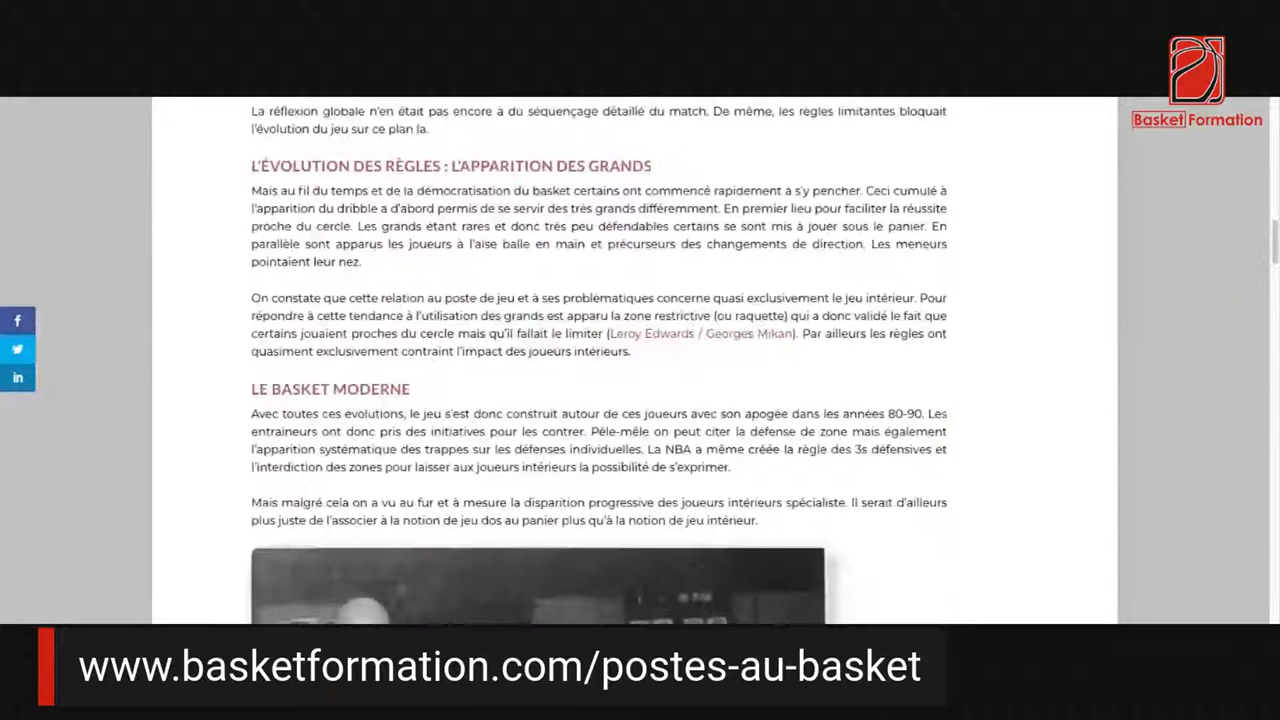 Basket Formation
La réflexion globale n'en était pas encore à du séquençage détaillé du match. De même, les règles limitantes bloquait
l'évolution du jeu sur ce plan la.
L'ÉVOLUTION DES RÈGLES : L'APPARITION DES GRANDS
Mais au fil du temps et de la démocratisation du basket certains ont commencé rapidement à s'y pencher. Ceci cumulé à
l'apparition du dribble a d'abord permis de se servir des très grands différemment. En premier lieu pour faciliter la réussite
proche du cercle. Les grands étant rares et donc très peu défendables certains se sont mis à jouer sous le panier. En
parallèle sont apparus les joueurs à l'aise balle en main et précurseurs des changements de direction. Les meneurs
pointaient leur nez.
On constate que cette relation au poste de jeu et à ses problématiques concerne quasi exclusivement le jeu intérieur. Pour
répondre à cette tendance à l'utilisation des grands est apparu la zone restrictive (ou raquette) qui a donc validé le fait que
certains jouaient proches du cercle mais qu'il fallait le limiter (Leroy Edwards / Georges Mikan). Par ailleurs les règles ont
quasiment exclusivement contraint l'impact des joueurs intérieurs.
LE BASKET MODERNE
Avec toutes ces évolutions, le jeu s'est donc construit autour de ces joueurs avec son apogée dans les années 80-90. Les
entraineurs ont donc pris des initiatives pour les contrer. Pêle-mêle on peut citer la défense de zone mais également
l'apparition systématique des trappes sur les défenses individuelles. La NBA a même créée la règle des 3s défensives et
l'interdiction des zones pour laisser aux joueurs intérieurs la possibilité de s'exprimer.
Mais malgré cela on a vu au fur et à mesure la disparition progressive des joueurs intérieurs spécialiste. Il serait d'ailleurs
plus juste de l'associer à la notion de jeu dos au panier plus qu'à la notion de jeu intérieur.
www.basketformation.com/postes-au-basket